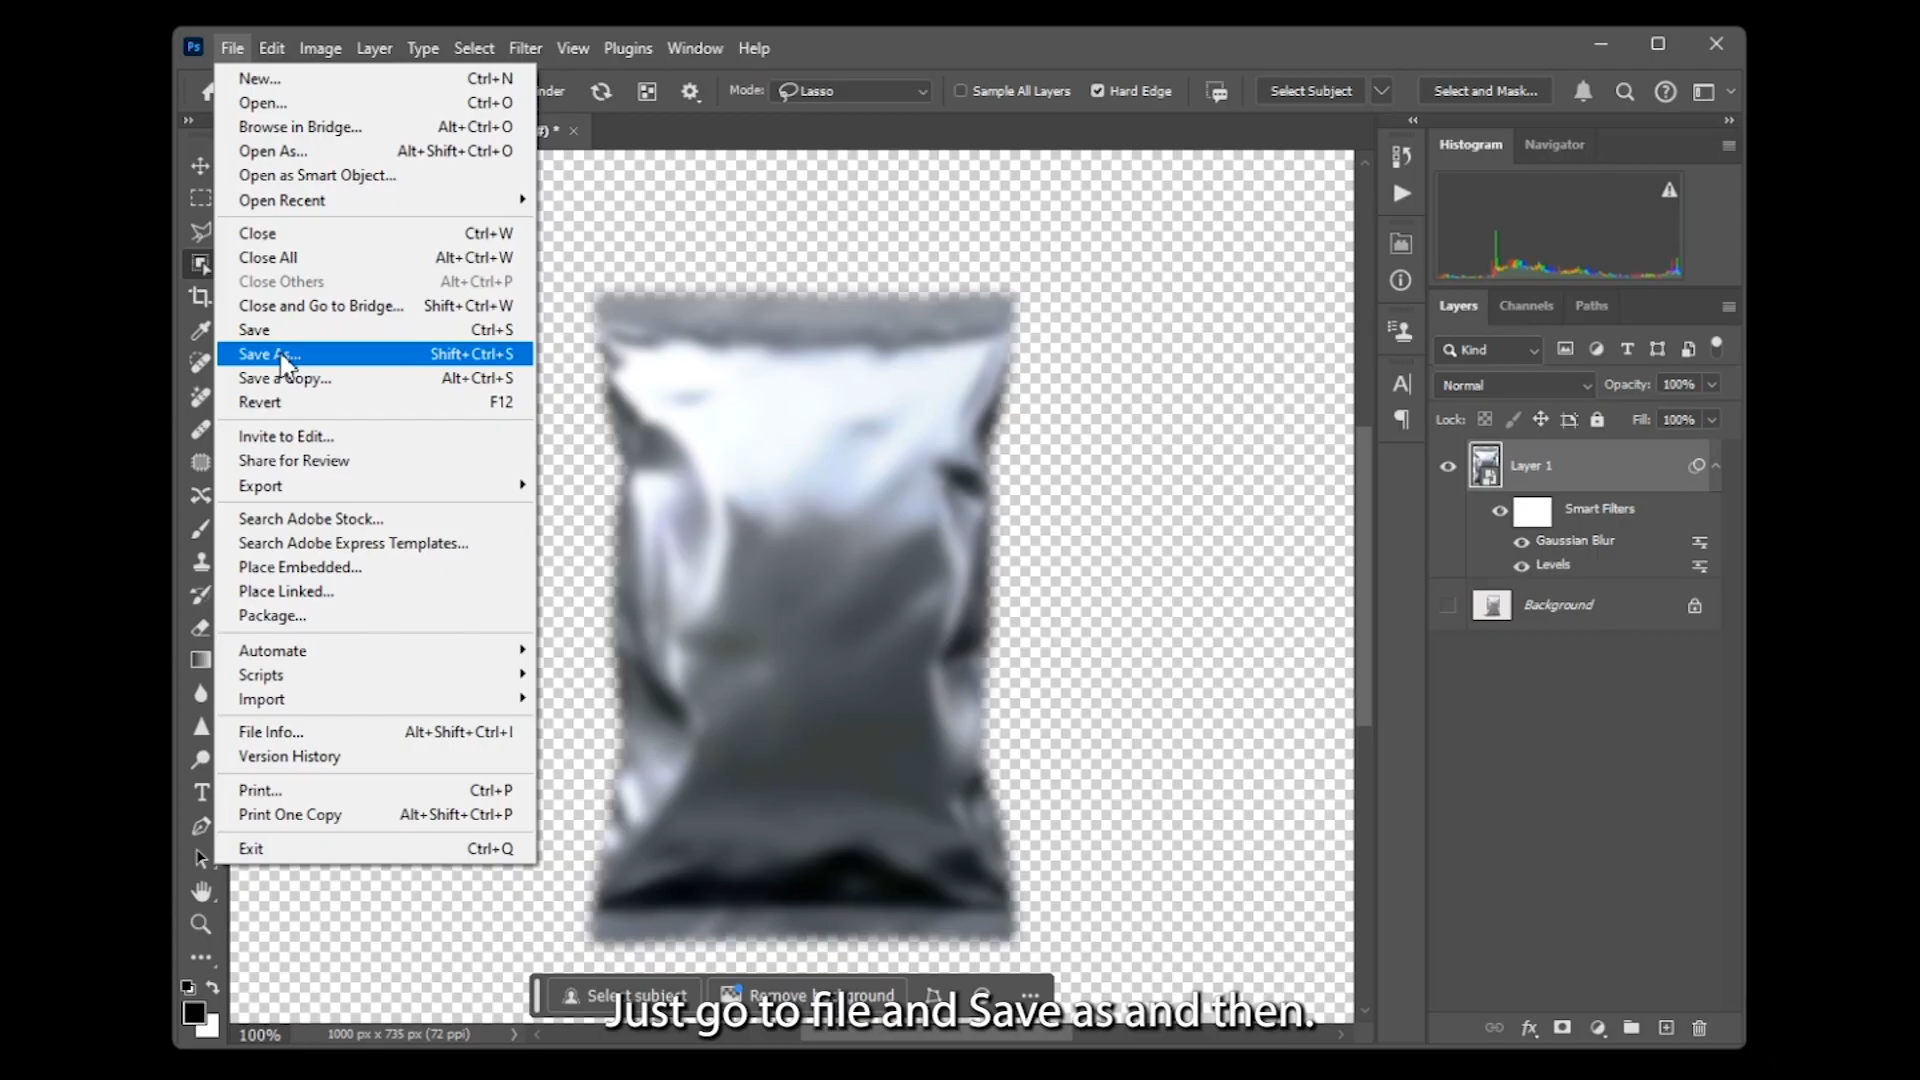 Ps File Edit Image Layer Type Select Filter View Plugins Window Help
New... Ctrl+N
Open... Ctrl+O
Browse in Bridge... Alt+Ctrl+O
Open As... Alt+Shift+Ctrl+O
Open as Smart Object...
Open Recent
Close Ctrl+W
Close All Alt+Ctrl+W
Close Others Alt+Ctrl+P
Close and Go to Bridge... Shift+Ctrl+W
Save Ctrl+S
Save As... Shift+Ctrl+S
Save a Copy... Alt+Ctrl+S
Revert F12
Invite to Edit...
Share for Review
Export
Search Adobe Stock...
Search Adobe Express Templates...
Place Embedded...
Place Linked...
Package...
Automate
Scripts
Import
File Info... Alt+Shift+Ctrl+I
Version History
Print... Ctrl+P
Print One Copy Alt+Shift+Ctrl+P
Exit Ctrl+Q
Mode: Lasso Sample All Layers Hard Edge Select Subject Select and Mask...
Histogram Navigator
Layers Channels Paths
Kind
Normal Opacity: 100%
Lock: Fill: 100%
Layer 1
Smart Filters
Gaussian Blur
Levels
Background
Select subject Remove background
Just go to file and Save as and then.
100% 1000 px x 735 px (72 ppi)